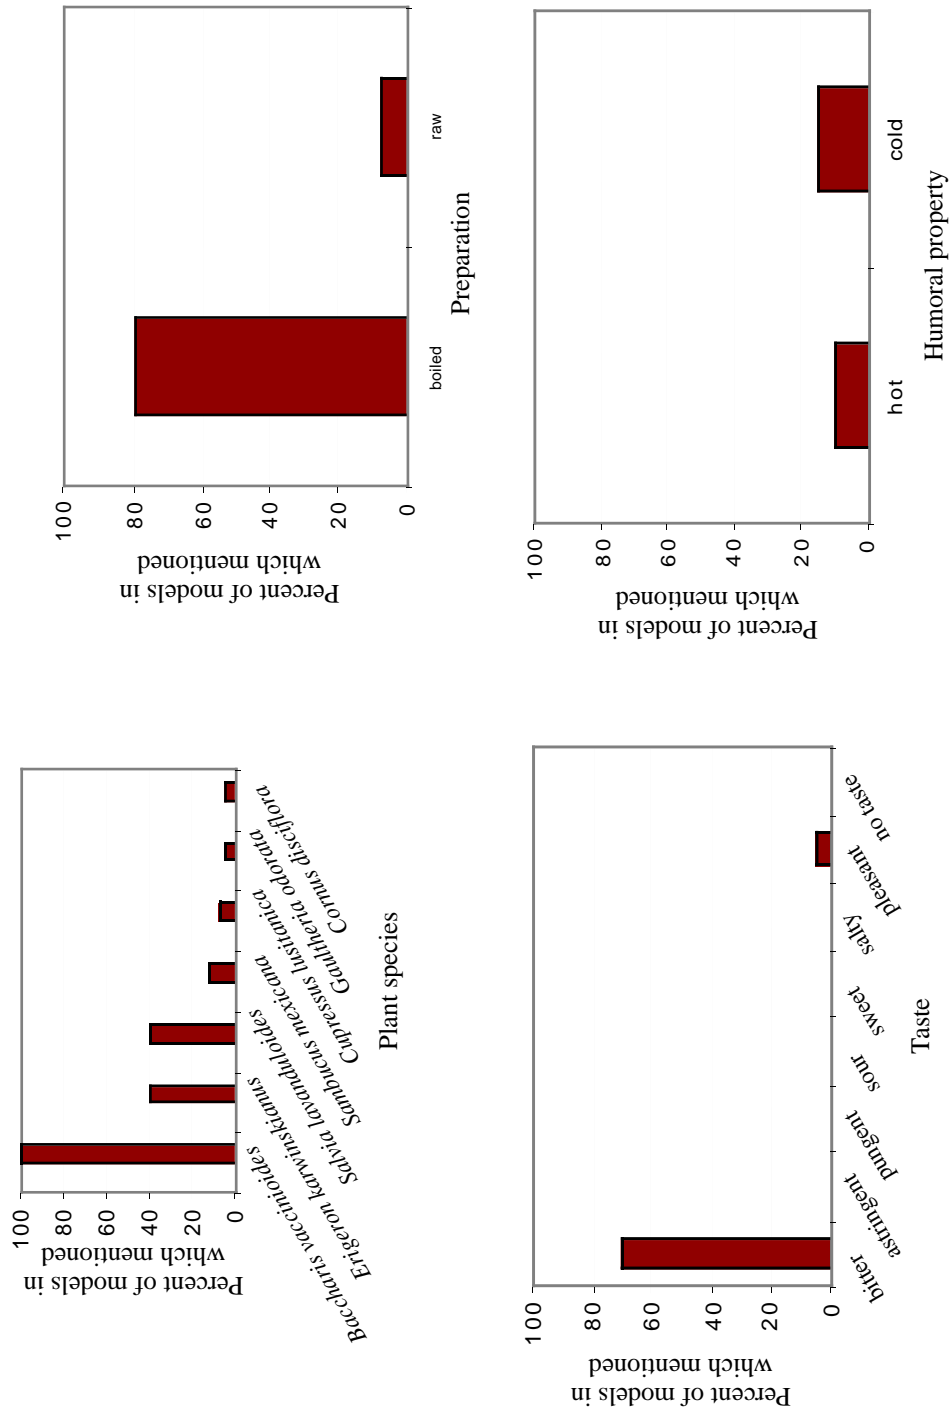 Percent of models in
which mentioned
100
80
60
40
20
0
Baccharis vaccinioides
Erigeron karwinskianus
Salvia lavanduloides
Sambucus mexicana
Cupressus lusitanica
Gaultheria odorata
Cornus disciflora
Plant species
Percent of models in
which mentioned
100
80
60
40
20
0
boiled
raw
Preparation
Percent of models in
which mentioned
100
80
60
40
20
0
bitter
astringent
pungent
sour
sweet
salty
pleasant
no taste
Taste
Percent of models in
which mentioned
100
80
60
40
20
0
hot
cold
Humoral property